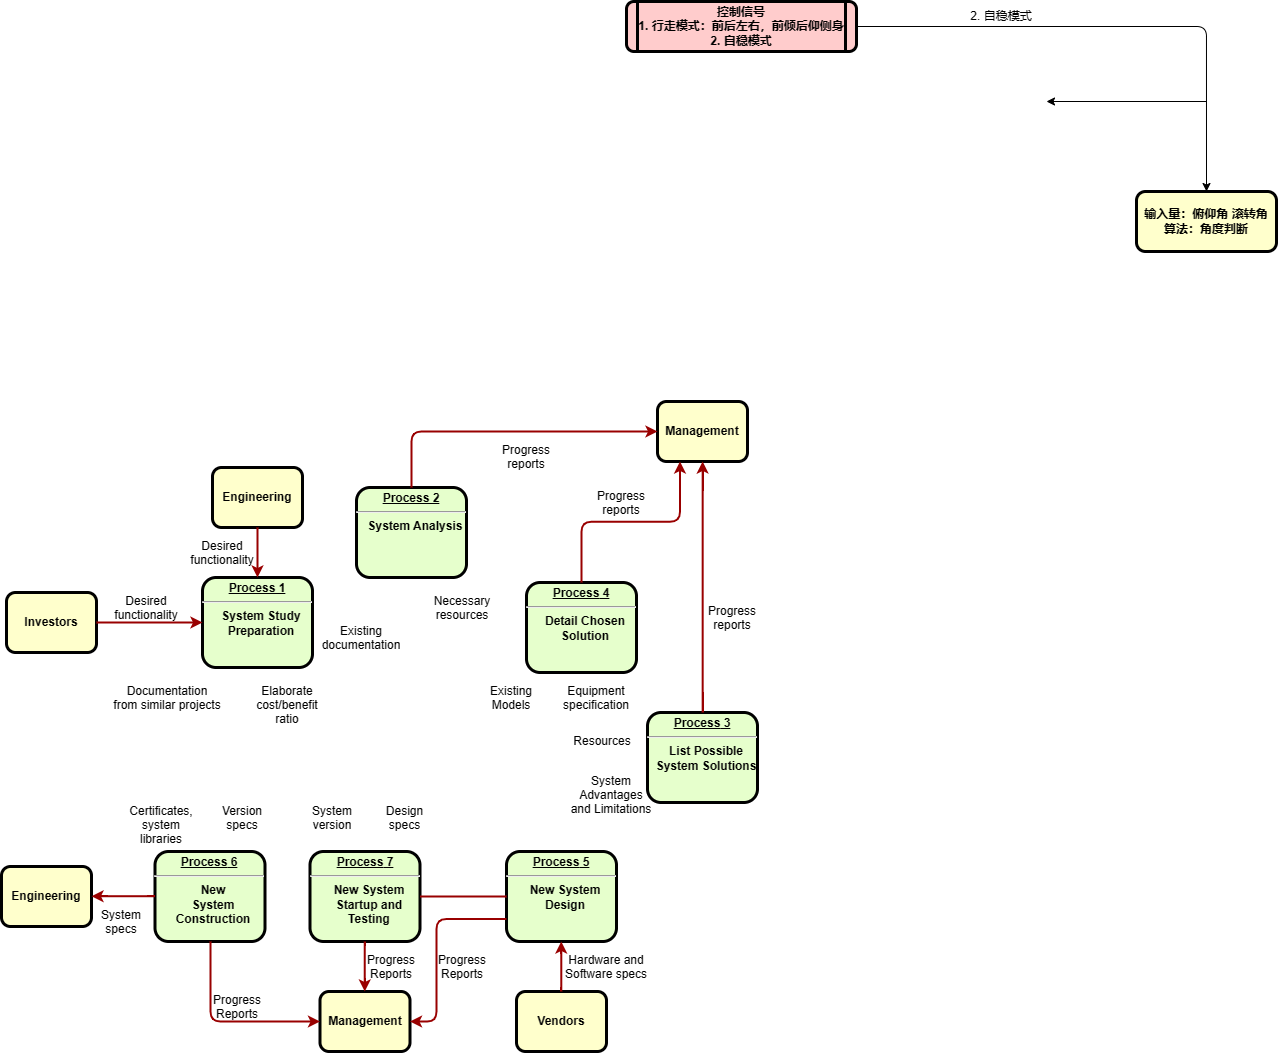 控制信号
1. 行走模式：前后左右，前倾后仰侧身
2. 自稳模式
2. 自稳模式
输入量：俯仰角 滚转角
算法：角度判断
Management
Progress
reports
Engineering
Process 2
System Analysis
Progress
reports
Desired
functionality
Process 1
System Study
Preparation
Investors
Desired
functionality
Existing
documentation
Necessary
resources
Process 4
Detail Chosen
Solution
Progress
reports
Documentation
from similar projects
Elaborate
cost/benefit
ratio
Existing
Models
Equipment
specification
Process 3
List Possible
System Solutions
Resources
System
Advantages
and Limitations
Certificates,
system
libraries
Version
specs
System
version
Design
specs
Engineering
System
specs
Process 6
New
System
Construction
Process 7
New System
Startup and
Testing
Process 5
New System
Design
Progress
Reports
Progress
Reports
Hardware and
Software specs
Progress
Reports
Management
Vendors